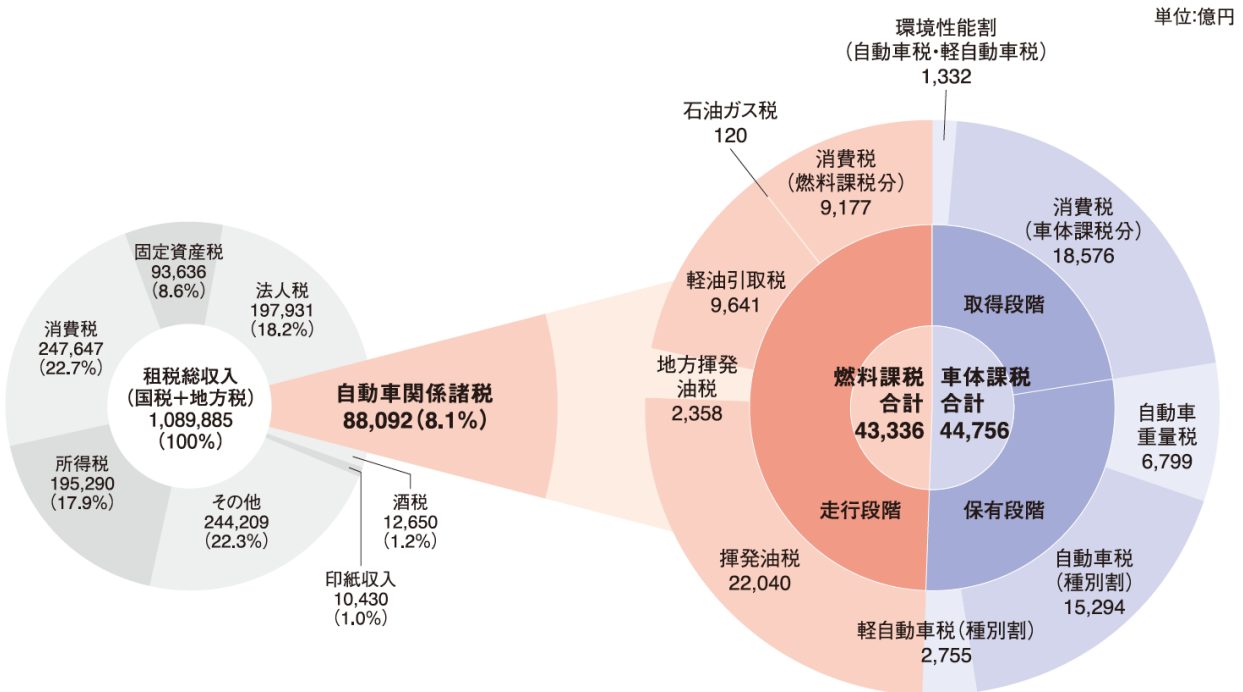 単位:億円
固定資産税
93,636
(8.6%)
法人税
197,931
(18.2%)
消費税
247,647
(22.7%)
租税総収入
(国税+地方税)
1,089,885
(100%)
所得税
195,290
(17.9%)
その他
244,209
(22.3%)
酒税
12,650
(1.2%)
印紙収入
10,430
(1.0%)
自動車関係諸税
88,092(8.1%)
環境性能割
(自動車税・軽自動車税)
1,332
石油ガス税
120
消費税
(燃料課税分)
9,177
軽油引取税
9,641
地方揮発
油税
2,358
揮発油税
22,040
燃料課税
合計
43,336
車体課税
合計
44,756
走行段階
取得段階
保有段階
消費税
(車体課税分)
18,576
自動車
重量税
6,799
自動車税
(種別割)
15,294
軽自動車税(種別割)
2,755